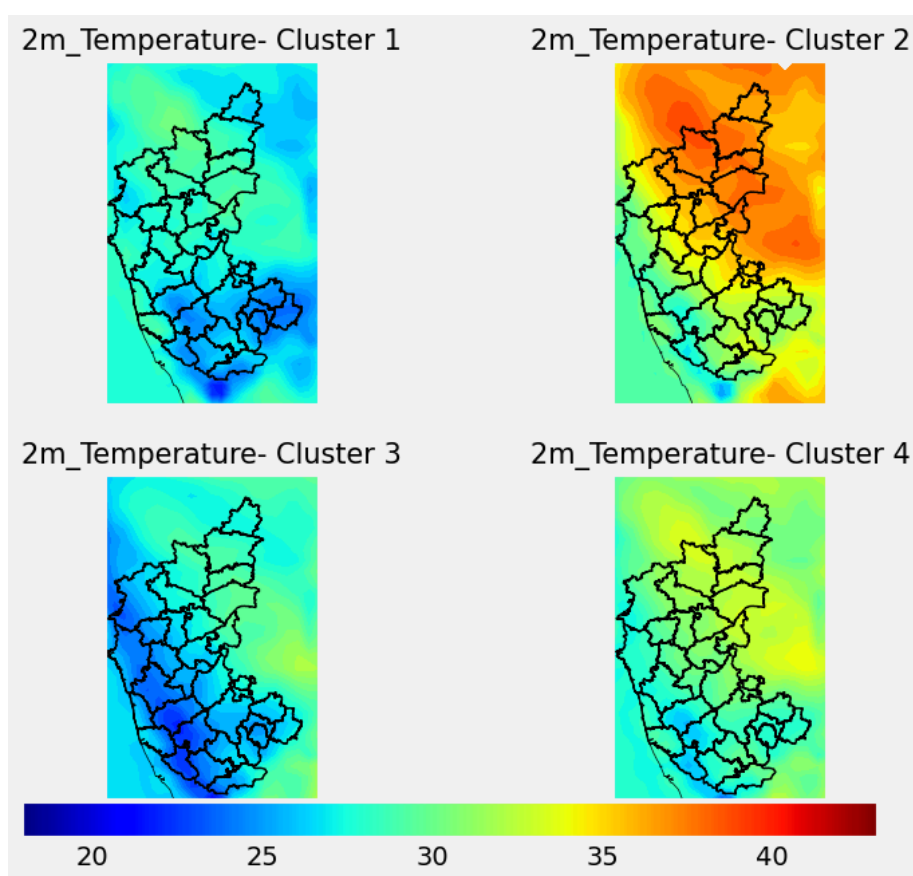 2m_Temperature- Cluster 1
2m_Temperature- Cluster 2
2m_Temperature- Cluster 3
2m_Temperature- Cluster 4
20 25 30 35 40